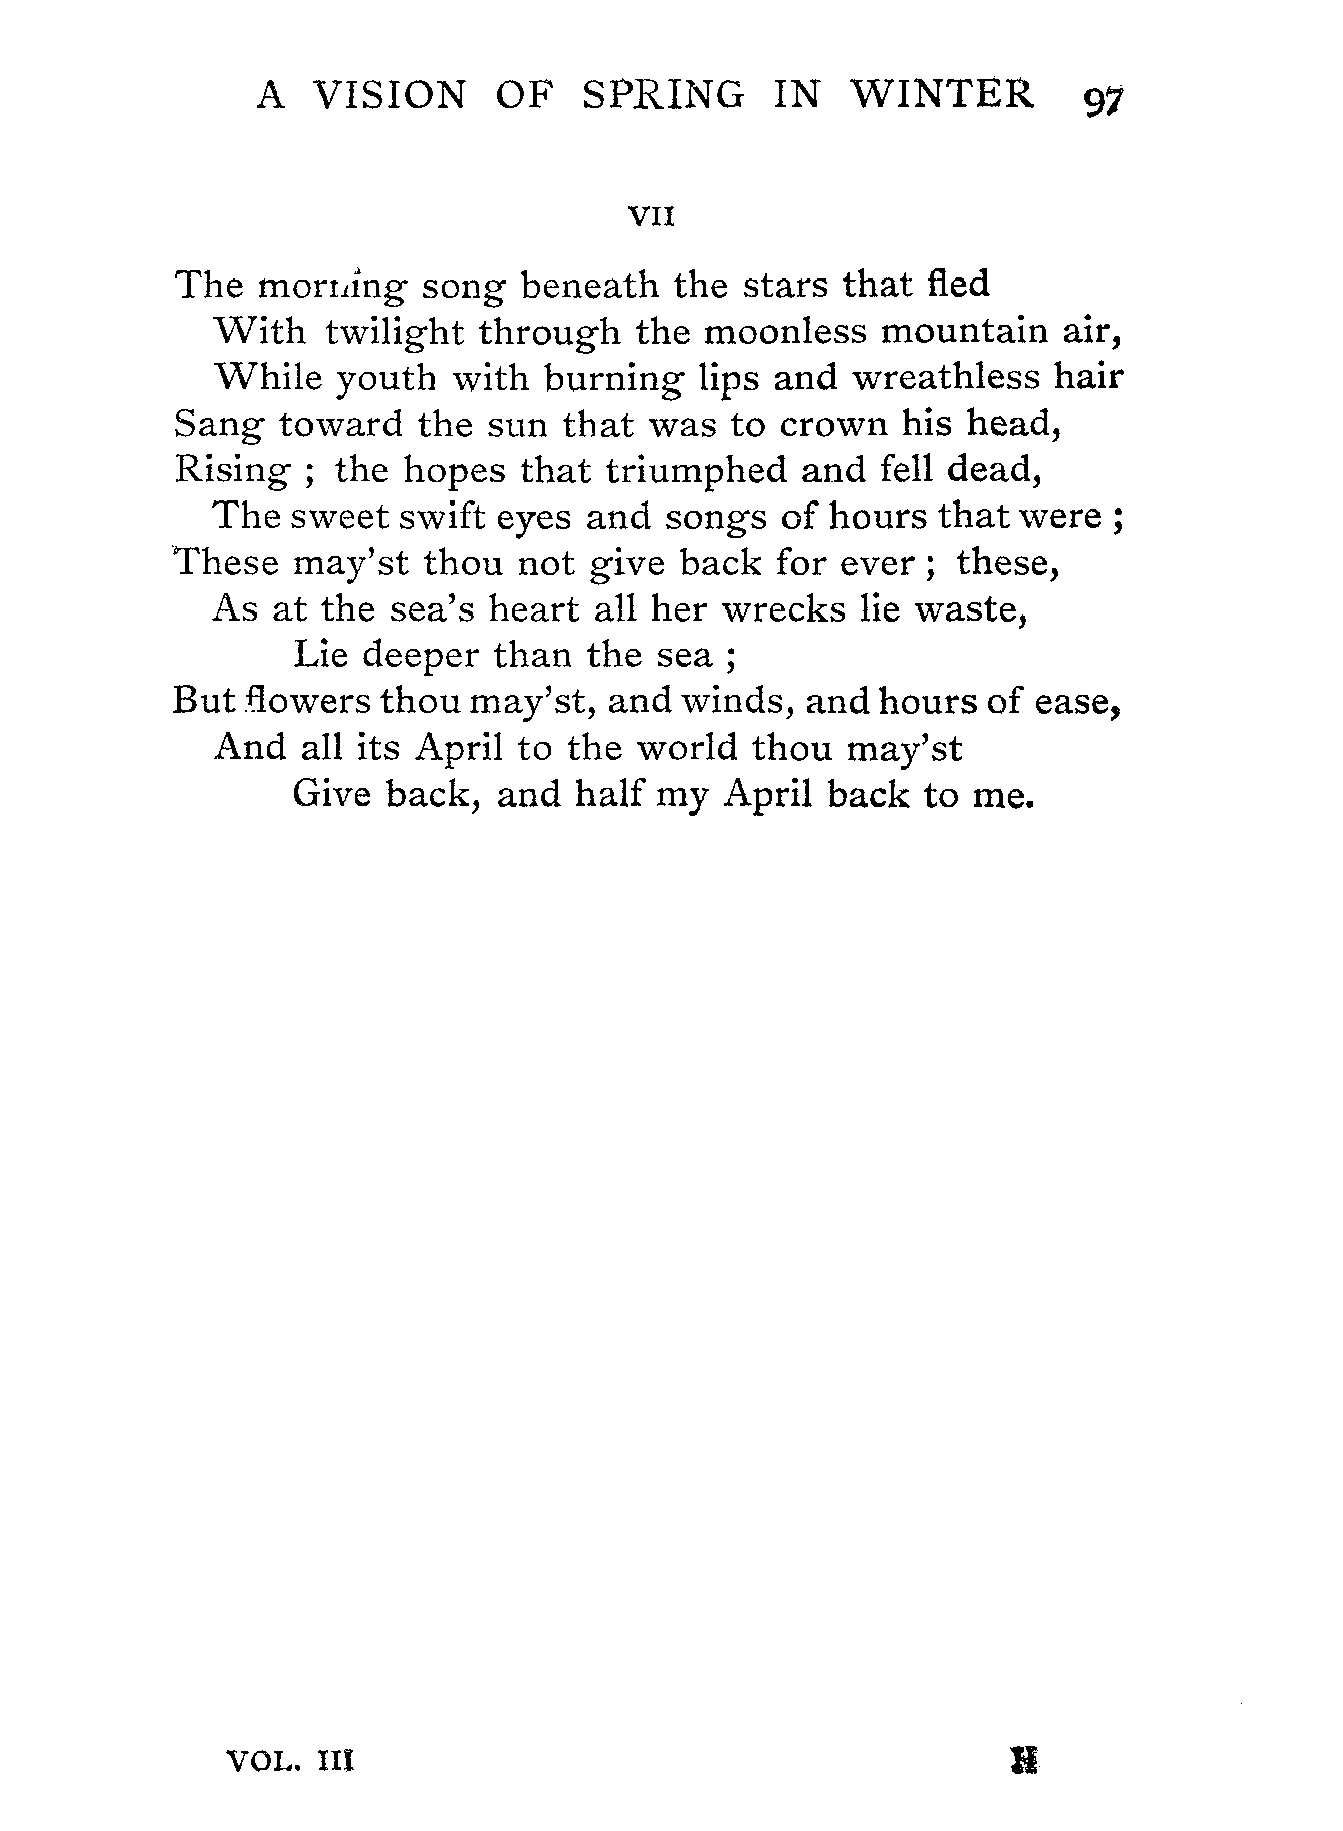 A VISION OF SPRING IN WINTER 97
VII
The morning song beneath the stars that fled
With twilight through the moonless mountain air,
While youth with burning lips and wreathless hair
Sang toward the sun that was to crown his head,
Rising ; the hopes that triumphed and fell dead,
The sweet swift eyes and songs of hours that were ;
These may'st thou not give back for ever ; these,
As at the sea's heart all her wrecks lie waste,
Lie deeper than the sea ;
But flowers thou may'st, and winds, and hours of ease,
And all its April to the world thou may'st
Give back, and half my April back to me.
VOL. III H